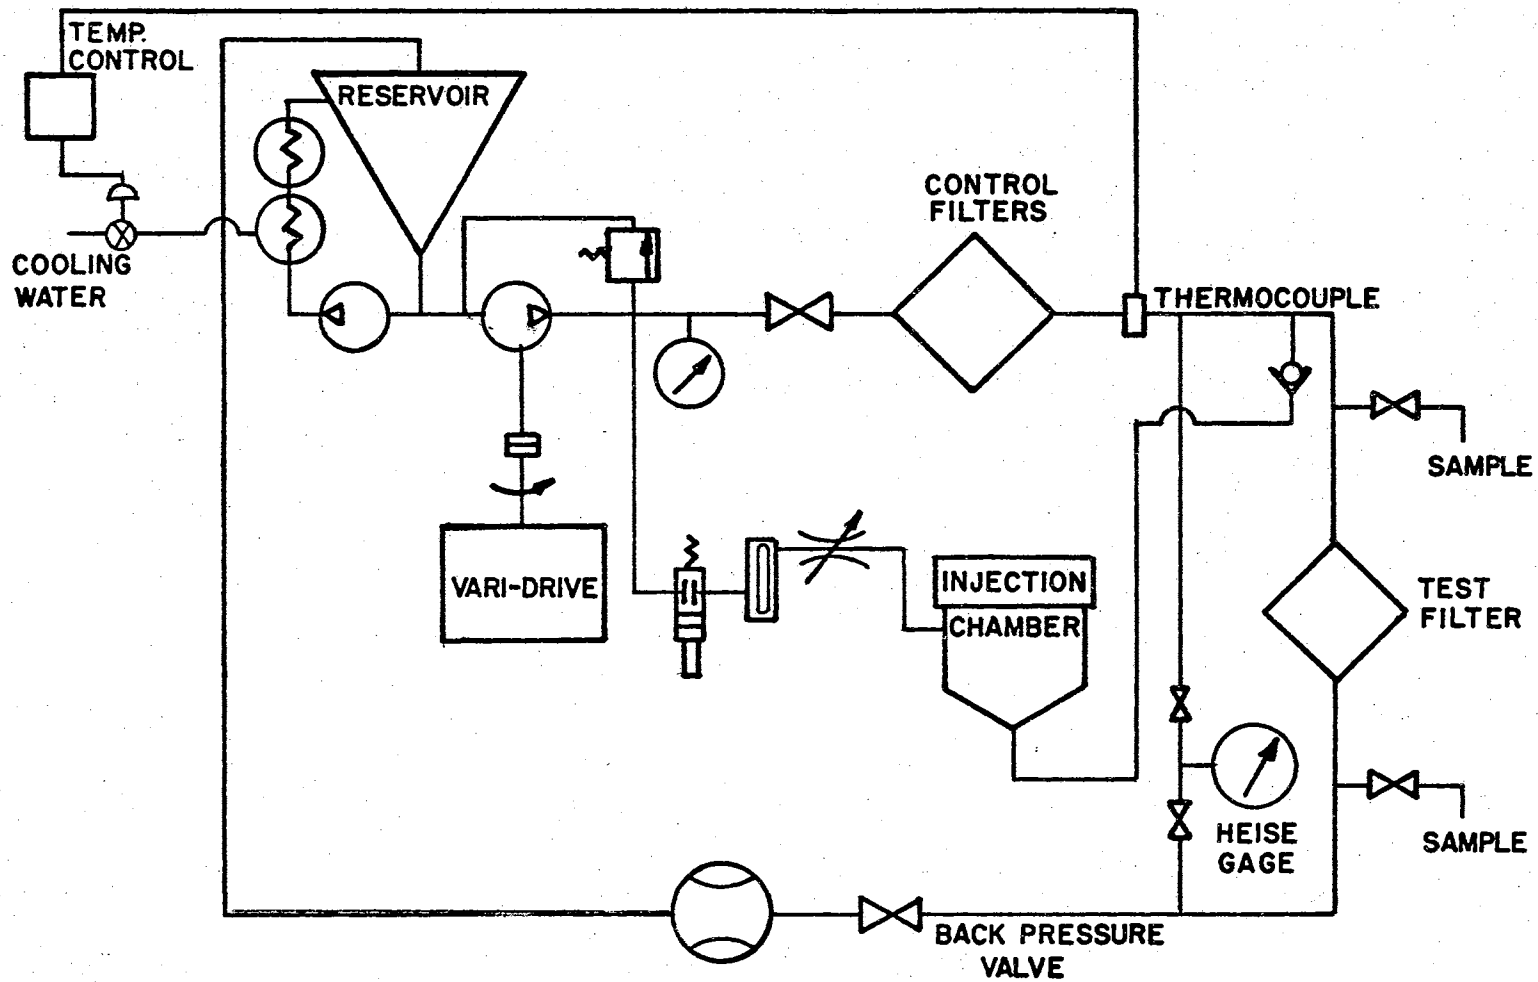 TEMP.
CONTROL
RESERVOIR
CONTROL
FILTERS
COOLING
WATER
THERMOCOUPLE
SAMPLE
VARI-DRIVE
INJECTION
CHAMBER
TEST
FILTER
HEISE
GAGE
SAMPLE
BACK PRESSURE
VALVE